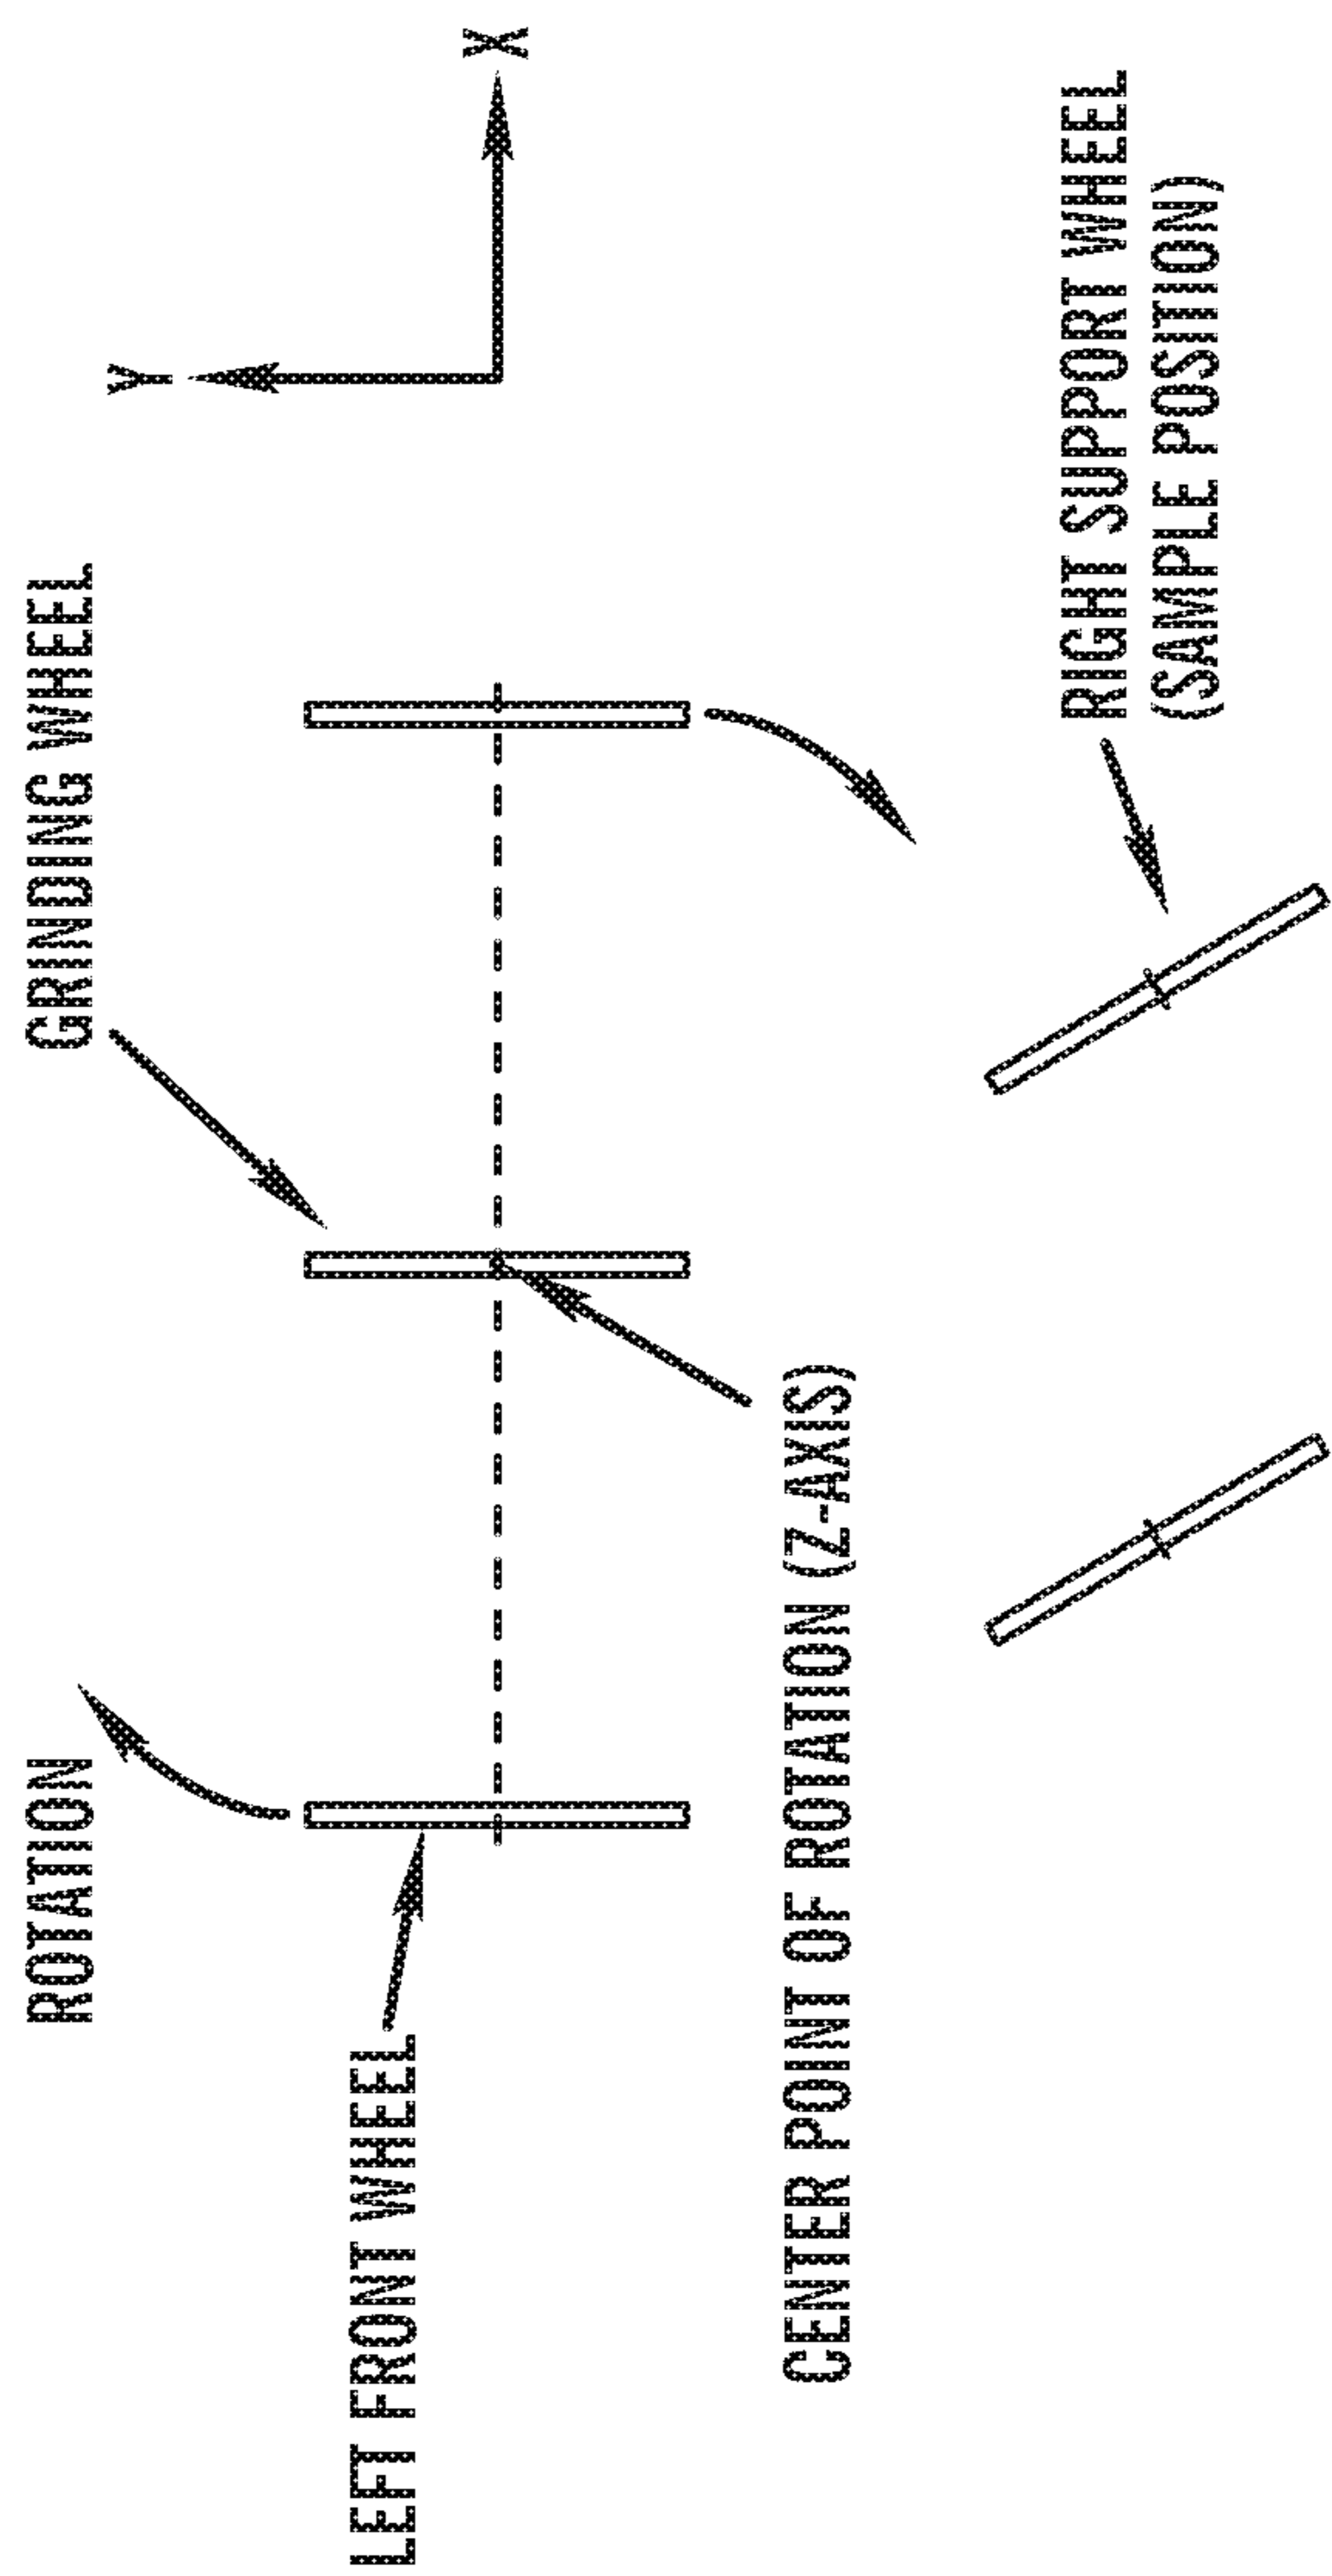 ROTATION
GRINDING WHEEL
Y
X
LEFT FRONT WHEEL
CENTER POINT OF ROTATION (Z-AXIS)
RIGHT SUPPORT WHEEL
(SAMPLE POSITION)